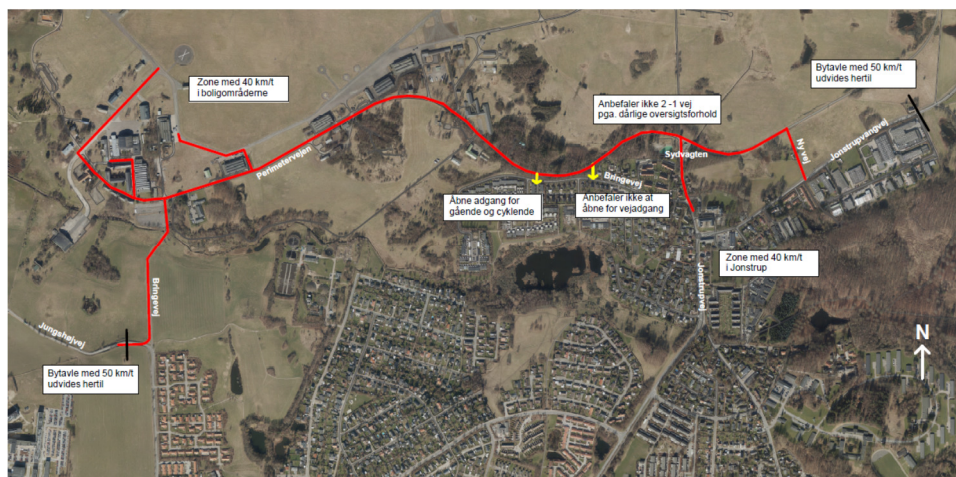 Bytavle med 50 km/t
udvides hertil
Zone med 40 km/t
i boligområderne
Anbefaler ikke 2 -1 vej
pga. dårlige oversigtsforhold
Perimetervejen
Sydvagten
Ny vej
Jonstrupvangvej
Bringevej
Åbne adgang for
gående og cyklende
Anbefaler ikke at
åbne for vejadgang
Zone med 40 km/t
i Jonstrup
Jonstrupvej
Bringevej
Jungshøjvej
Bytavle med 50 km/t
udvides hertil
N